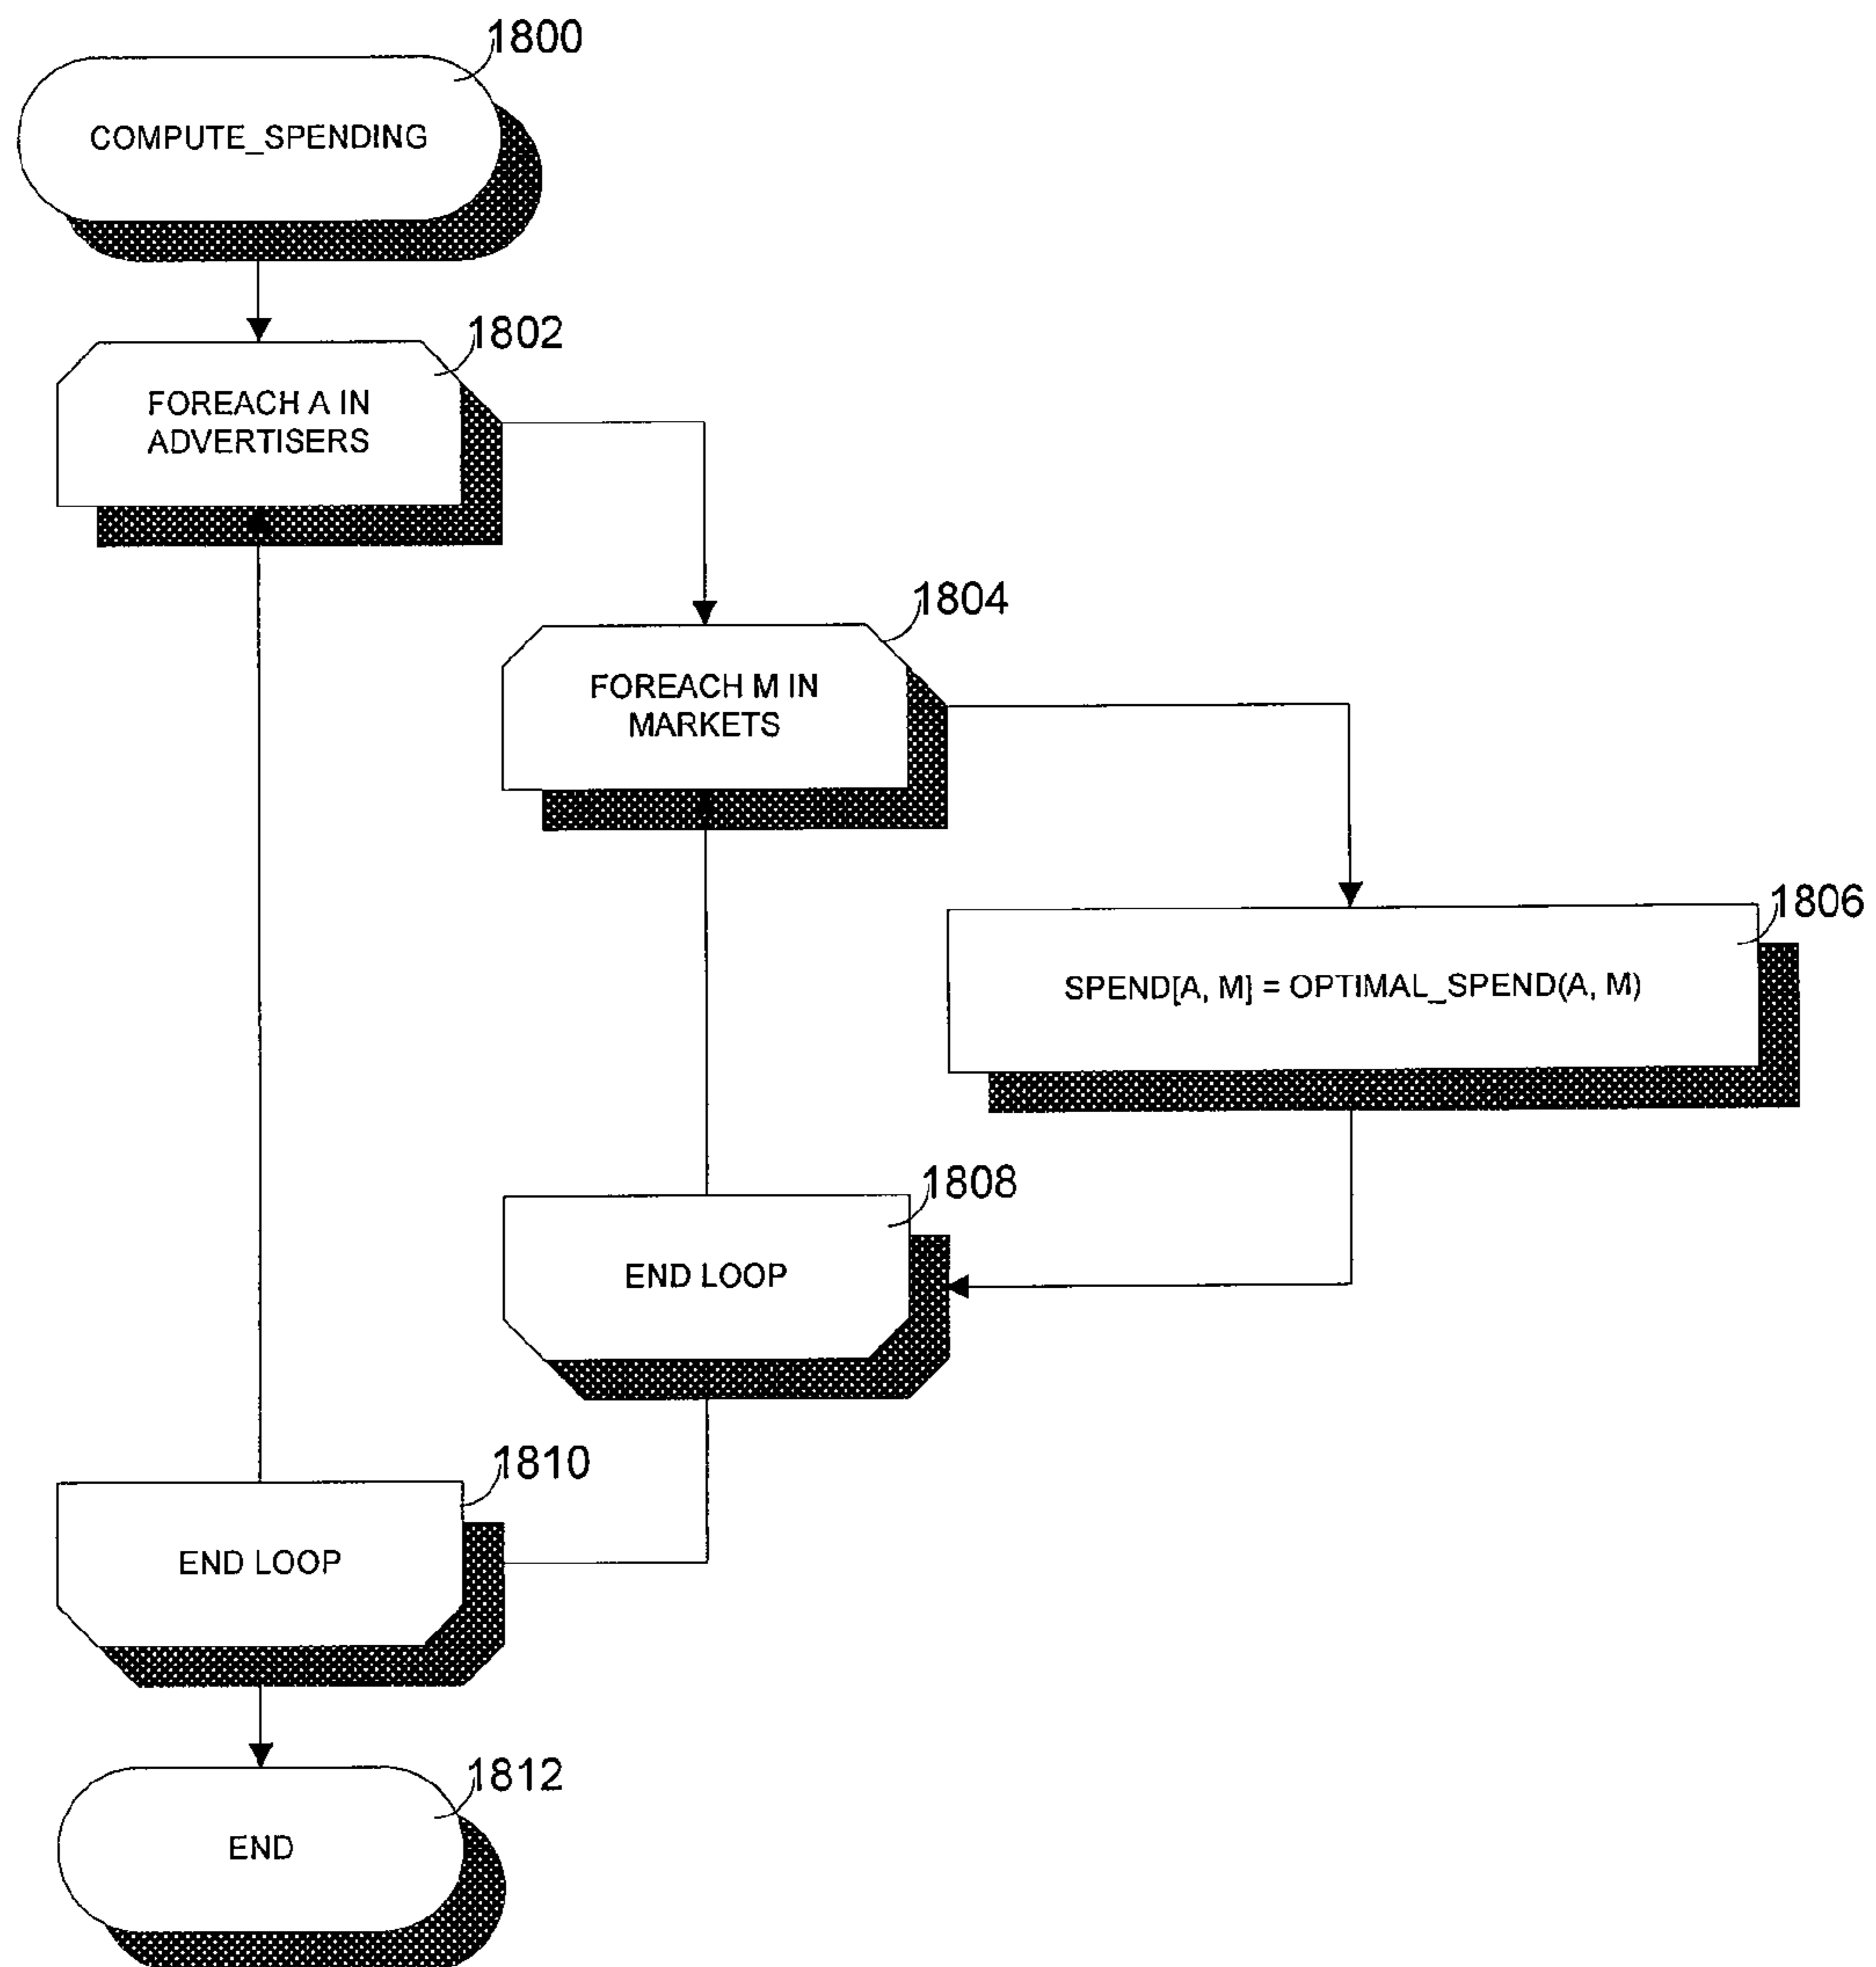 1800
COMPUTE_SPENDING
1802
FOREACH A IN
ADVERTISERS
1804
FOREACH M IN
MARKETS
1806
SPEND[A, M] = OPTIMAL_SPEND(A, M)
1808
END LOOP
1810
END LOOP
1812
END